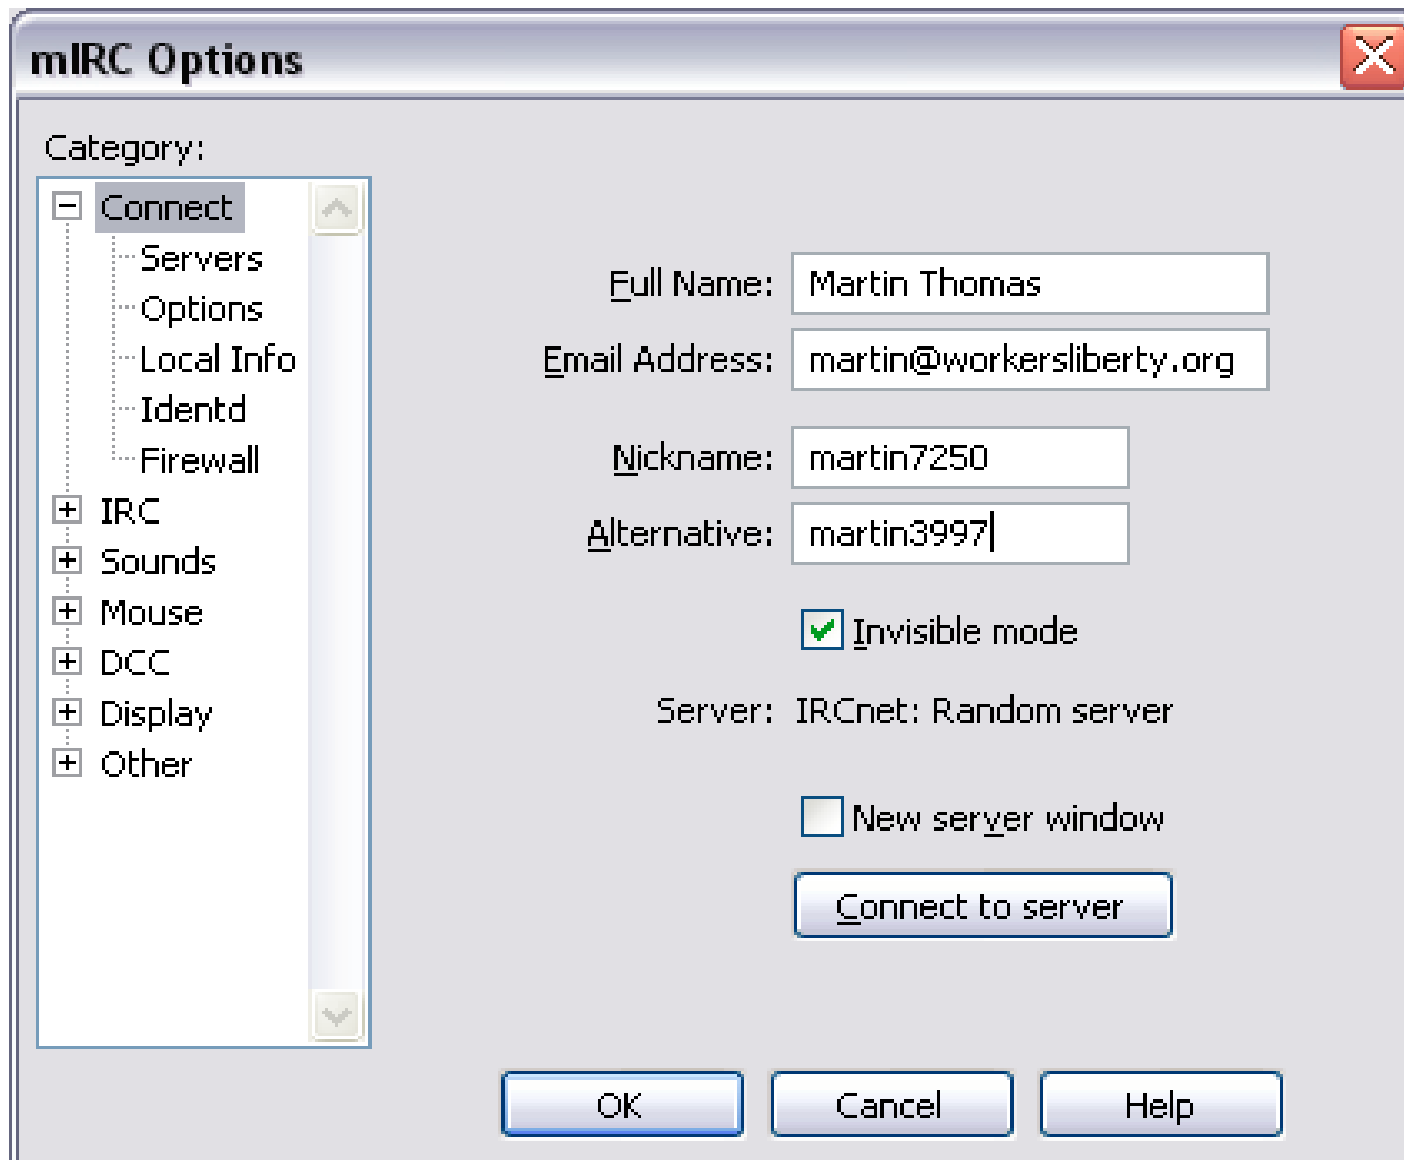 mIRC Options
Category:
Connect
Servers
Options
Local Info
Identd
Firewall
IRC
Sounds
Mouse
DCC
Display
Other
Full Name: Martin Thomas
Email Address: martin@workersliberty.org
Nickname: martin7250
Alternative: martin3997
Invisible mode
Server: IRCnet: Random server
New server window
Connect to server
OK Cancel Help